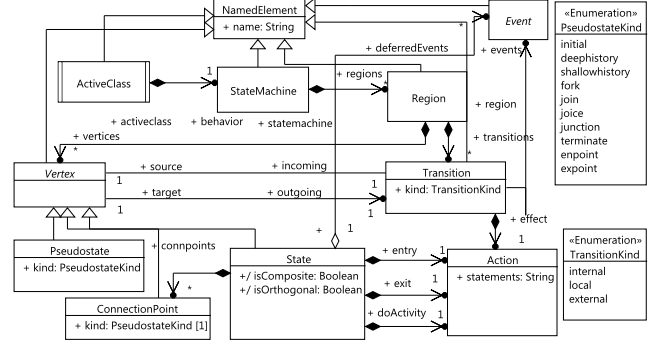 NamedElement
+ name: String
Event
«Enumeration»
PseudostateKind
initial
deephistory
shallowhistory
fork
join
joice
junction
terminate
enpoint
expoint
*
+ deferredEvents
+ events
ActiveClass
1
StateMachine
+ regions
*
Region
+ region
+ activeclass
+ behavior
+ statemachine
+ vertices
*
+ transitions
*
Vertex
+ source
+ incoming
1
Transition
+ kind: TransitionKind
+ target
+ outgoing
1
1
1
+ effect
+
1
1
«Enumeration»
TransitionKind
internal
local
external
Pseudostate
+ kind: PseudostateKind
+ connpoints
*
State
+/ isComposite: Boolean
+/ isOrthogonal: Boolean
+ entry
1
+ exit
1
+ doActivity
1
Action
+ statements: String
ConnectionPoint
+ kind: PseudostateKind [1]